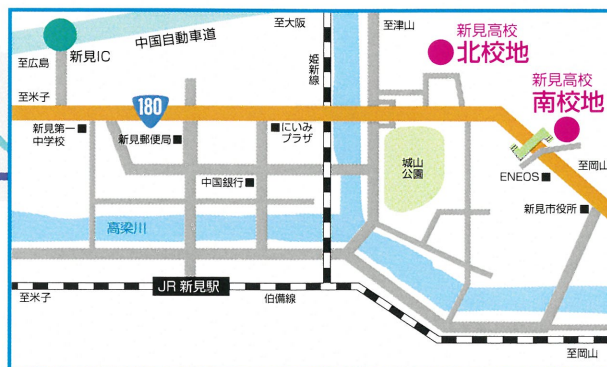 至大阪
中国自動車道
新見IC
至広島
至米子
180
姫新線
至津山
新見高校
北校地
新見高校
南校地
新見第一
中学校
新見郵便局
にいみ
プラザ
中国銀行
城山
公園
ENEOS
至岡山
新見市役所
高梁川
JR 新見駅
至米子
伯備線
至岡山